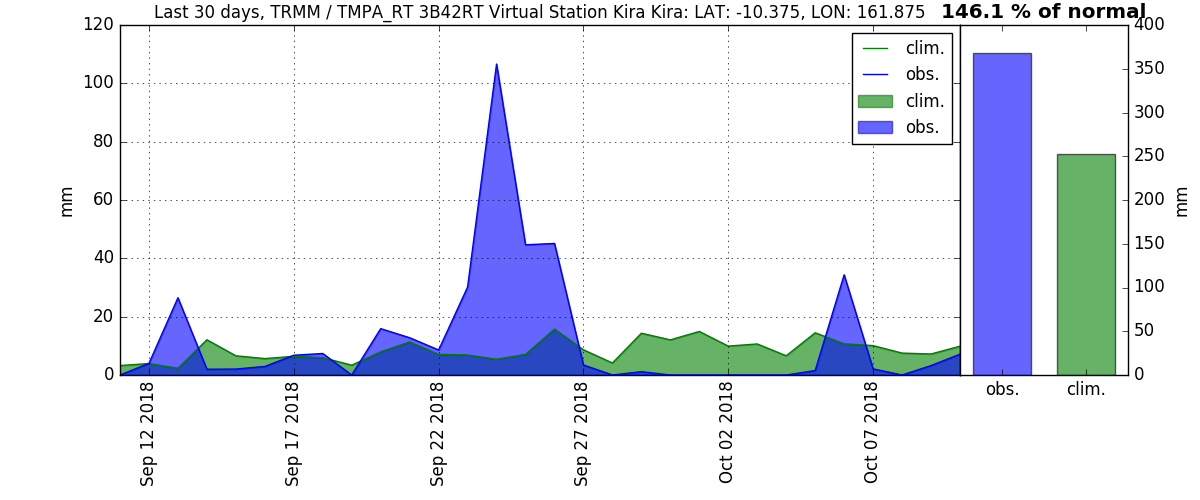 Last 30 days, TRMM / TMPA_RT 3B42RT Virtual Station Kira Kira: LAT: -10.375, LON: 161.875 146.1 % of normal
120
100
80
60
40
20
0
mm
clim.
obs.
clim.
obs.
Sep 12 2018
Sep 17 2018
Sep 22 2018
Sep 27 2018
Oct 02 2018
Oct 07 2018
400
350
300
250
200
150
100
50
0
mm
obs. clim.